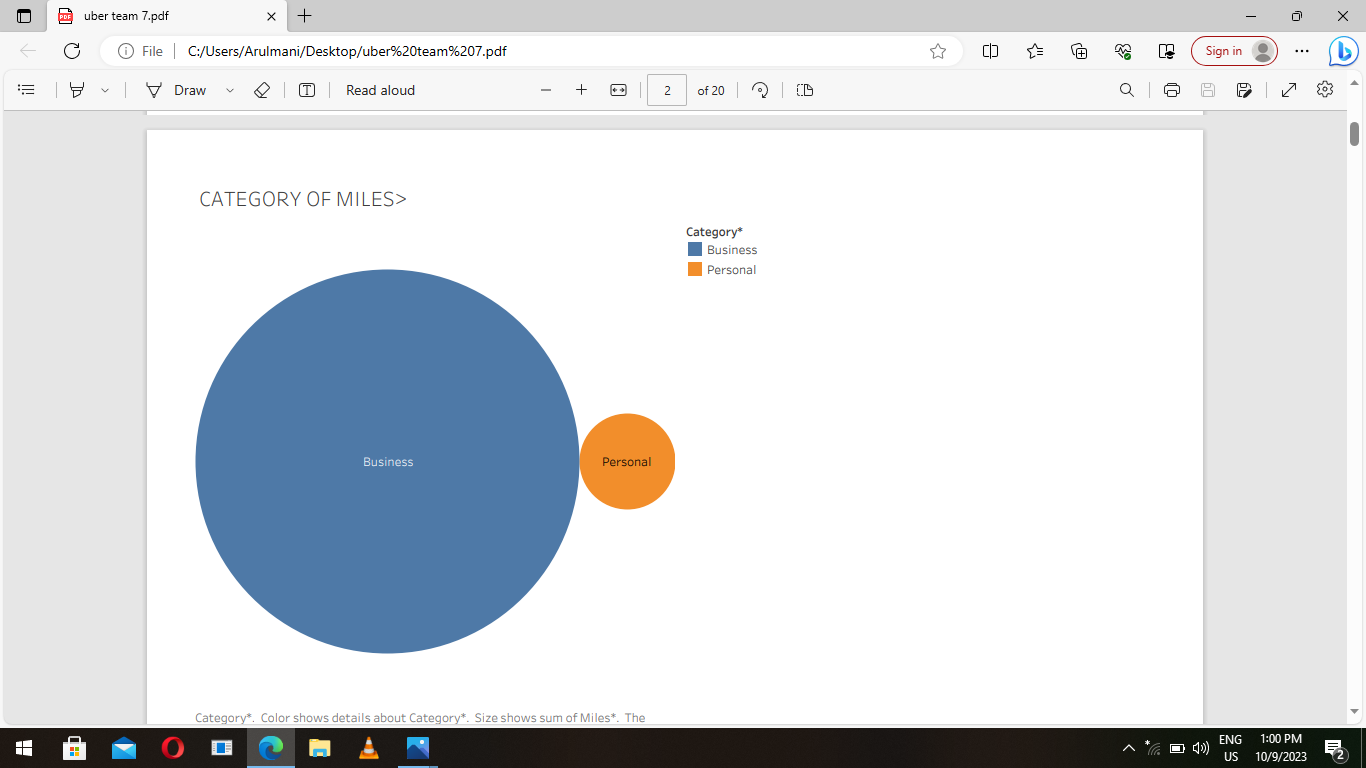 uber team 7.pdf
File C:/Users/Arulmani/Desktop/uber%20team%207.pdf
Sign in
Draw
Read aloud
2 of 20
CATEGORY OF MILES>
Category*
Business
Personal
Business
Personal
Category*. Color shows details about Category*. Size shows sum of Miles*. The
ENG 1:00 PM
US 10/9/2023
2